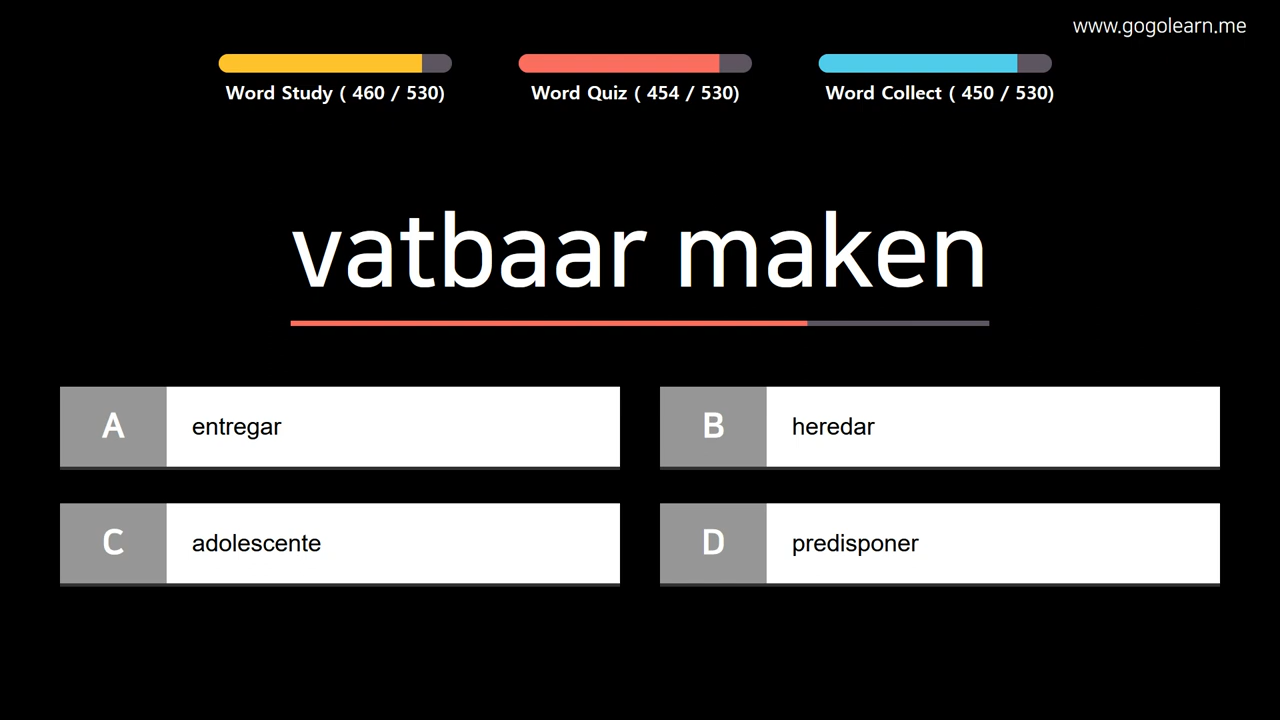 www.gogolearn.me
Word Study ( 460 / 530)
Word Quiz ( 454 / 530)
Word Collect ( 450 / 530)
vatbaar maken
A entregar
B heredar
C adolescente
D predisponer